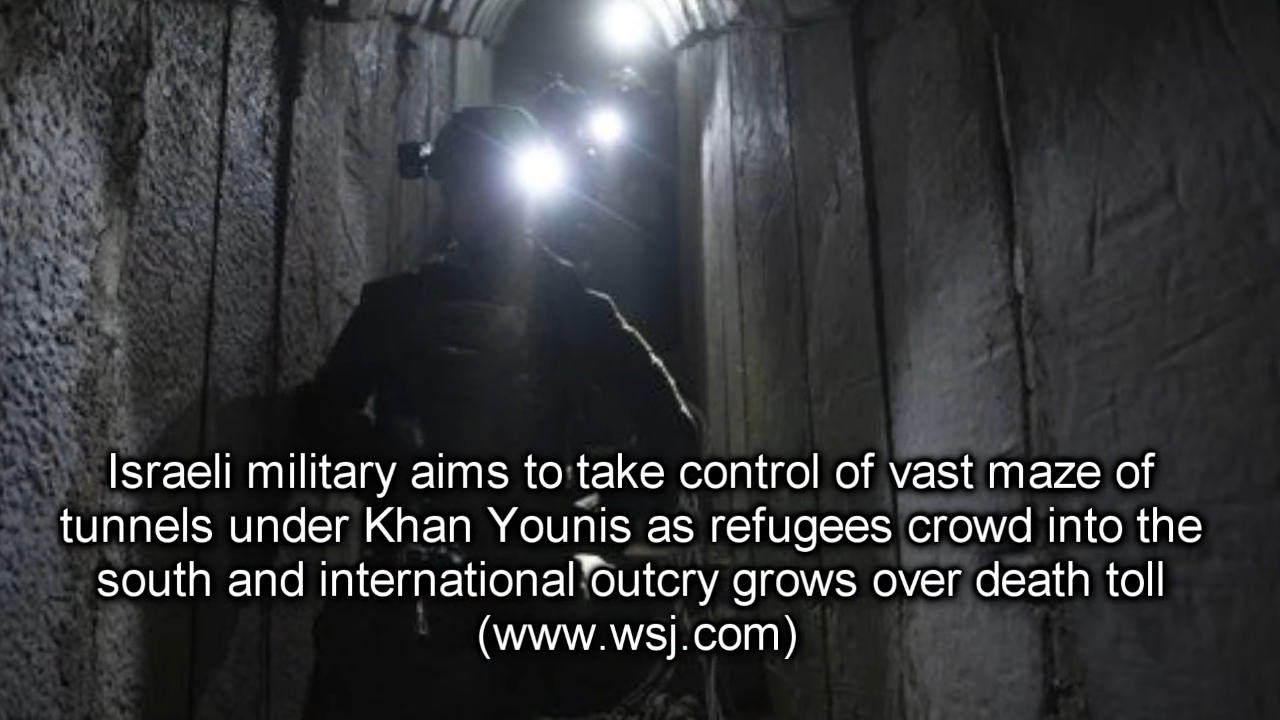 Israeli military aims to take control of vast maze of
tunnels under Khan Younis as refugees crowd into the
south and international outcry grows over death toll
(www.wsj.com)